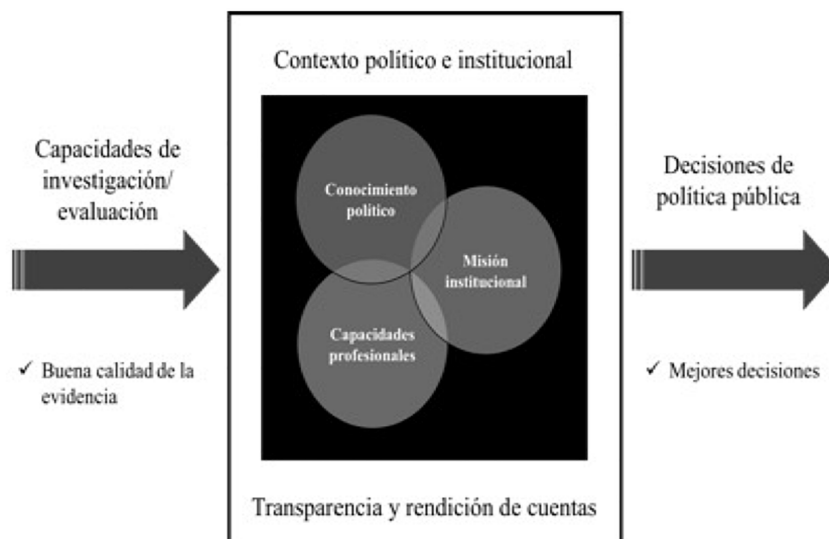 Contexto político e institucional
Capacidades de
investigación/
evaluación
✓ Buena calidad de la
evidencia
Conocimiento
político
Misión
institucional
Capacidades
profesionales
Decisiones de
política pública
✓ Mejores decisiones
Transparencia y rendición de cuentas